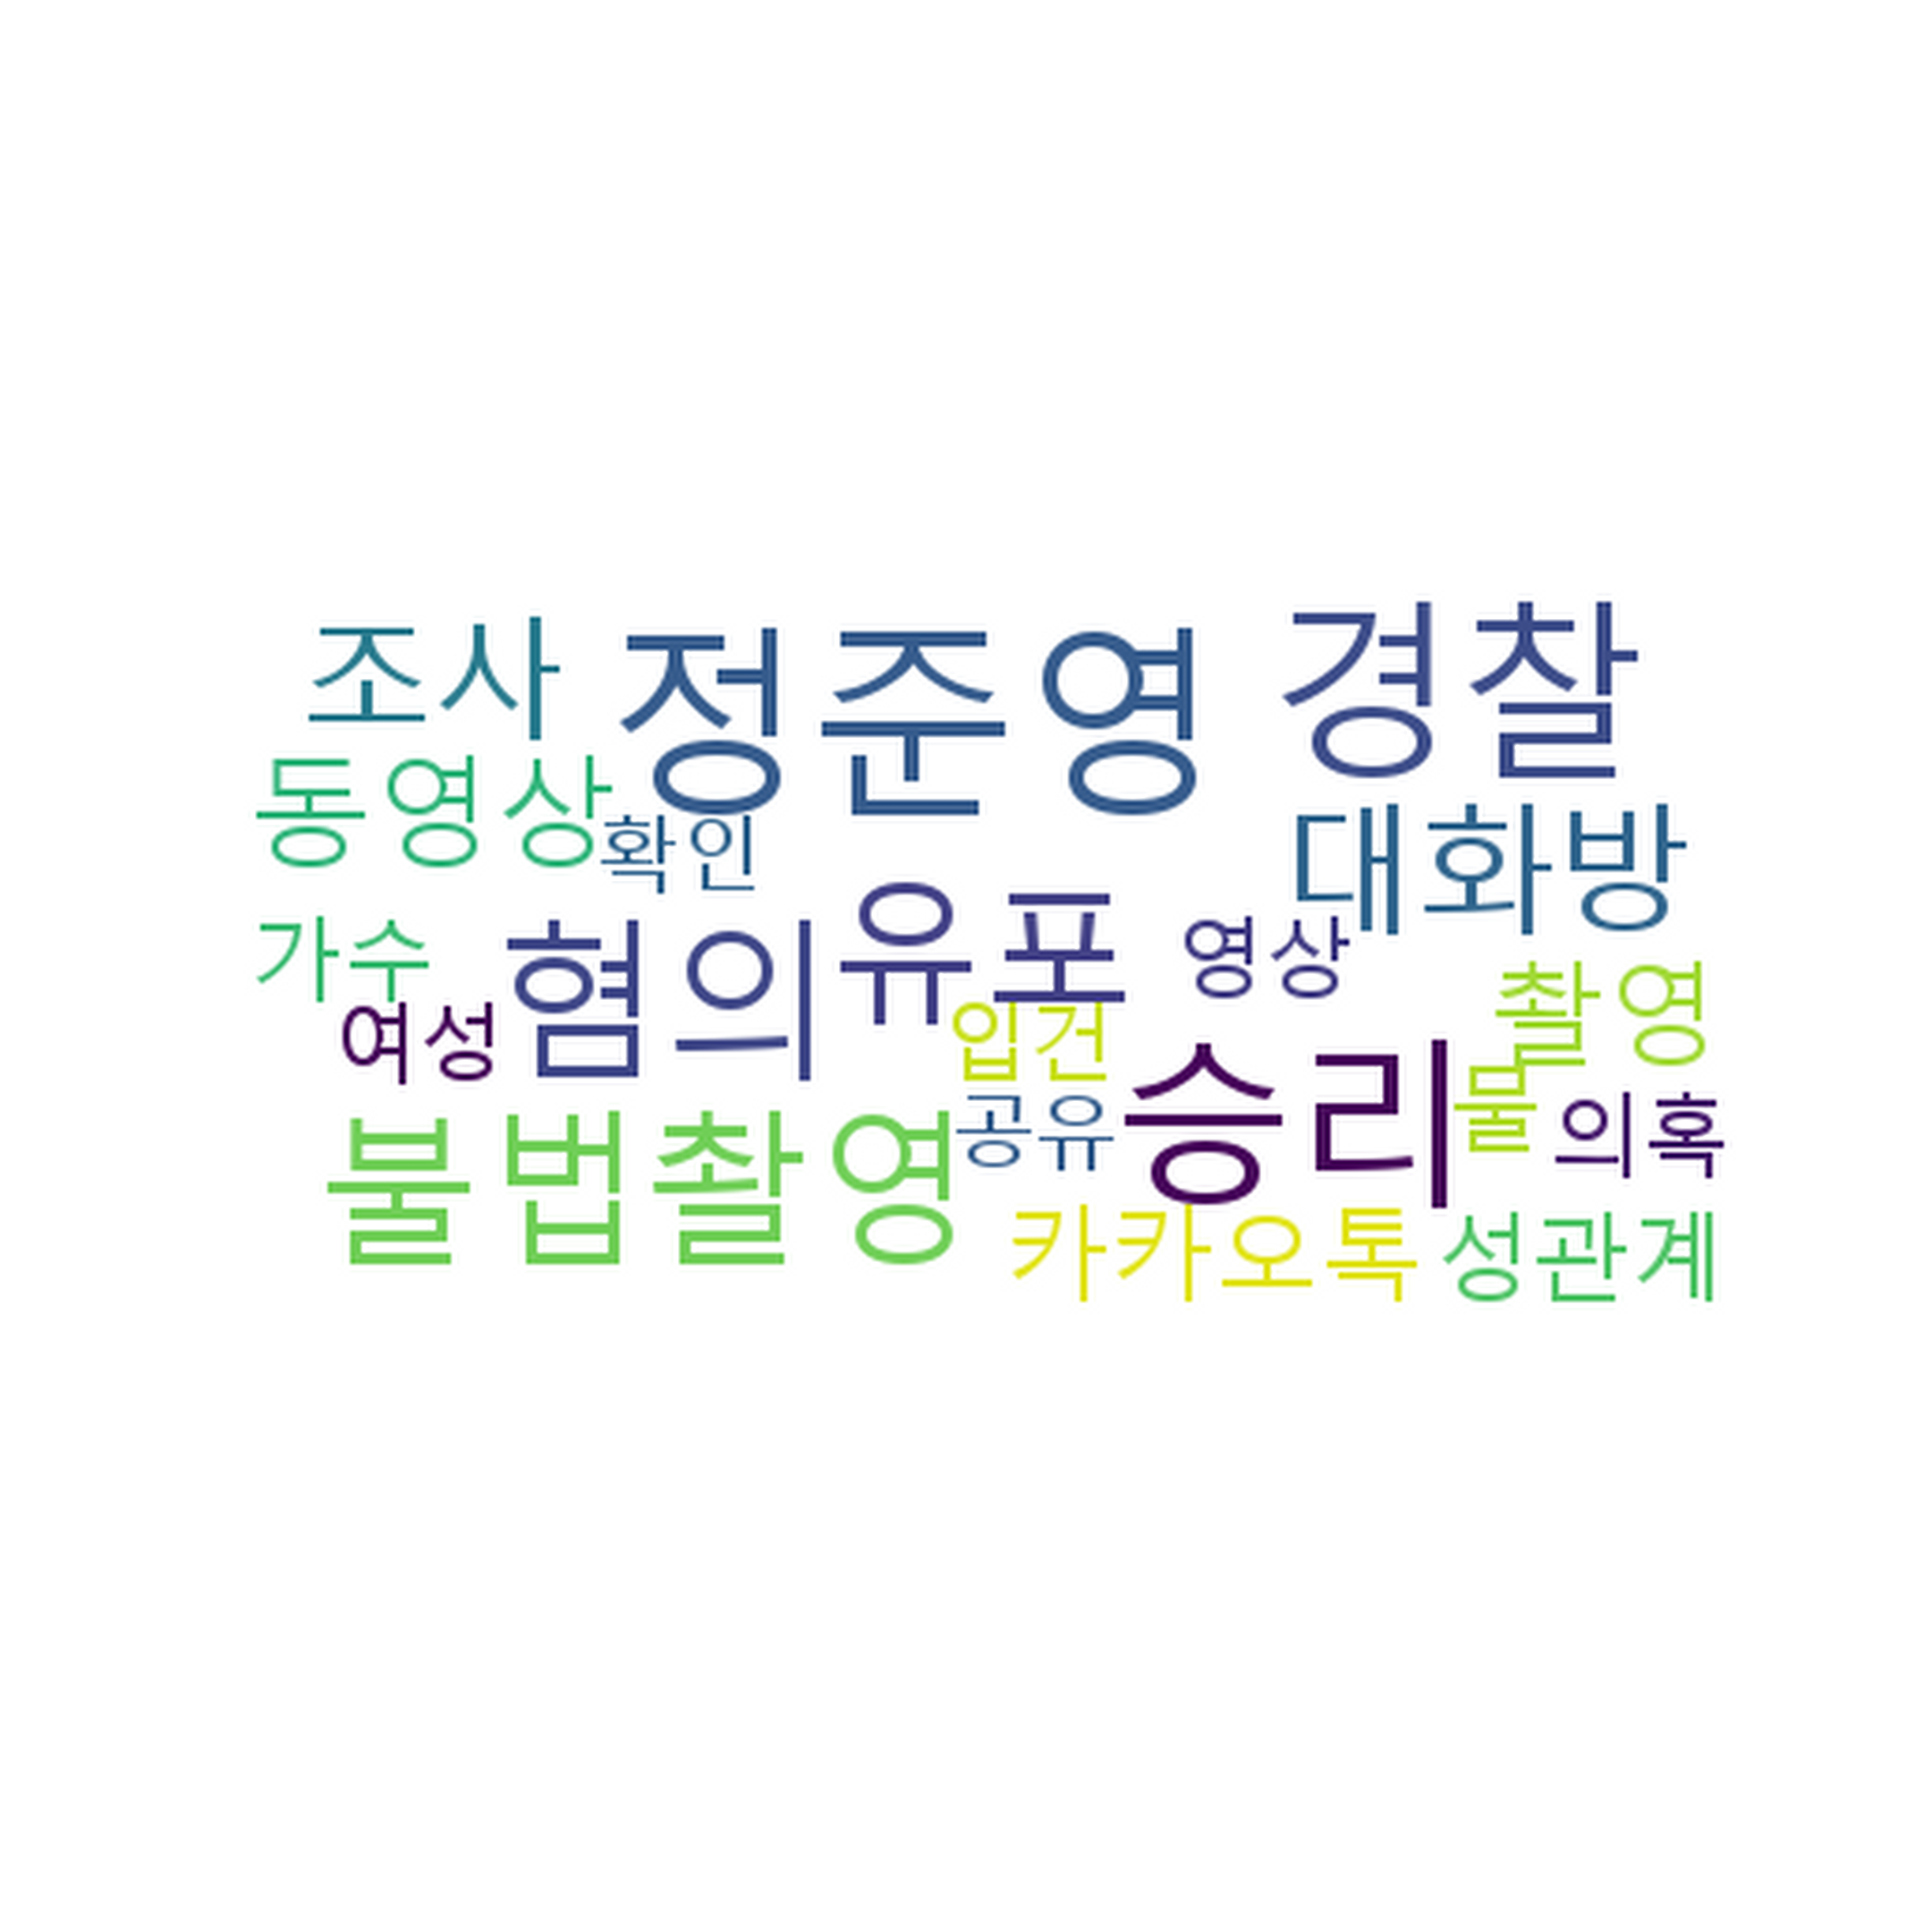 조사 정준영 경찰
동영상 확인 대화방
가수 혐의 유포 영상 촬영
여성 입건 승리 물 의혹
불법촬영 공유
카카오톡 성관계